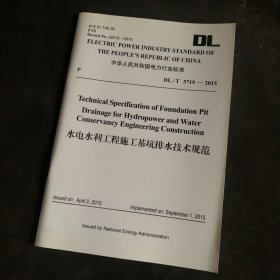 ICS 27.100.30
P 59
Record No. J2016—2015
DL
ELECTRIC POWER INDUSTRY STANDARD OF
THE PEOPLE'S REPUBLIC OF CHINA
中华人民共和国电力行业标准
P
DL / T 5719 — 2015
Technical Specification of Foundation Pit
Drainage for Hydropower and Water
Conservancy Engineering Construction
水电水利工程施工基坑排水技术规范
Issued on: April 2, 2015
Implemented on: September 1, 2015
Issued by National Energy Administration